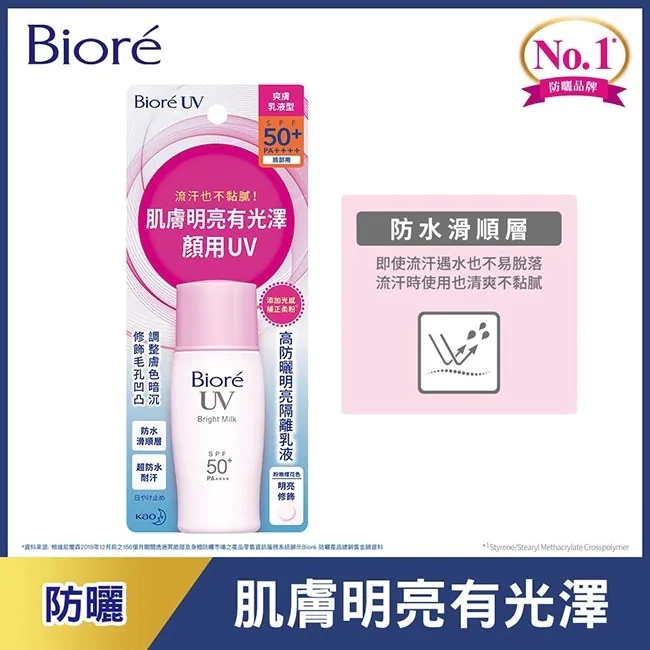 Bioré
No.1*
防曬品牌
Bioré UV
爽膚
乳液型
SPF
50+
PA++++
臉部用
流汗也不黏膩!
肌膚明亮有光澤
顏用UV
添加光感
補正柔粉
調整膚色暗沉
修飾毛孔凹凸
高防曬明亮隔離乳液
防水
滑順層
超防水
耐汗
日やけ止め
Kao
Bioré
UV
Bright Milk
SPF
50+
PA++++
粉嫩櫻花色
明亮
修飾
防水滑順層
即使流汗遇水也不易脫落
流汗時使用也清爽不黏膩
*1 Styrene/Stearyl Methacrylate Crosspolymer
防曬
肌膚明亮有光澤